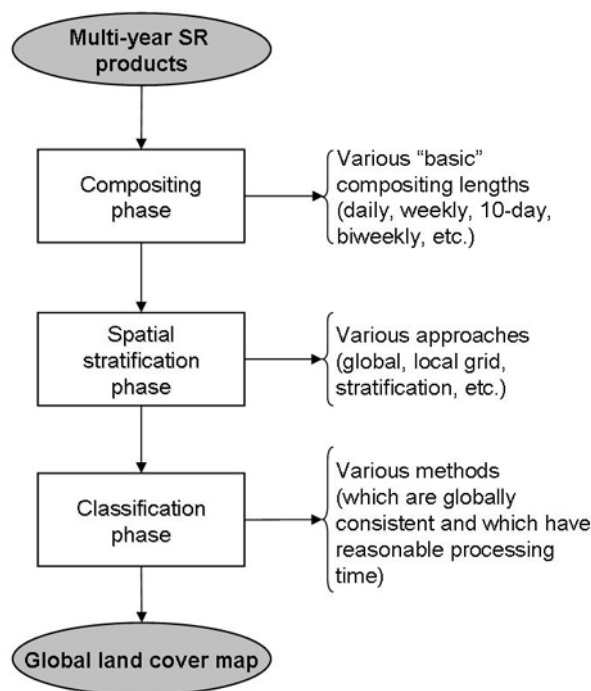 Multi-year SR
products
Compositing
phase
Various “basic”
compositing lengths
(daily, weekly, 10-day,
biweekly, etc.)
Spatial
stratification
phase
Various approaches
(global, local grid,
stratification, etc.)
Classification
phase
Various methods
(which are globally
consistent and which have
reasonable processing
time)
Global land cover map